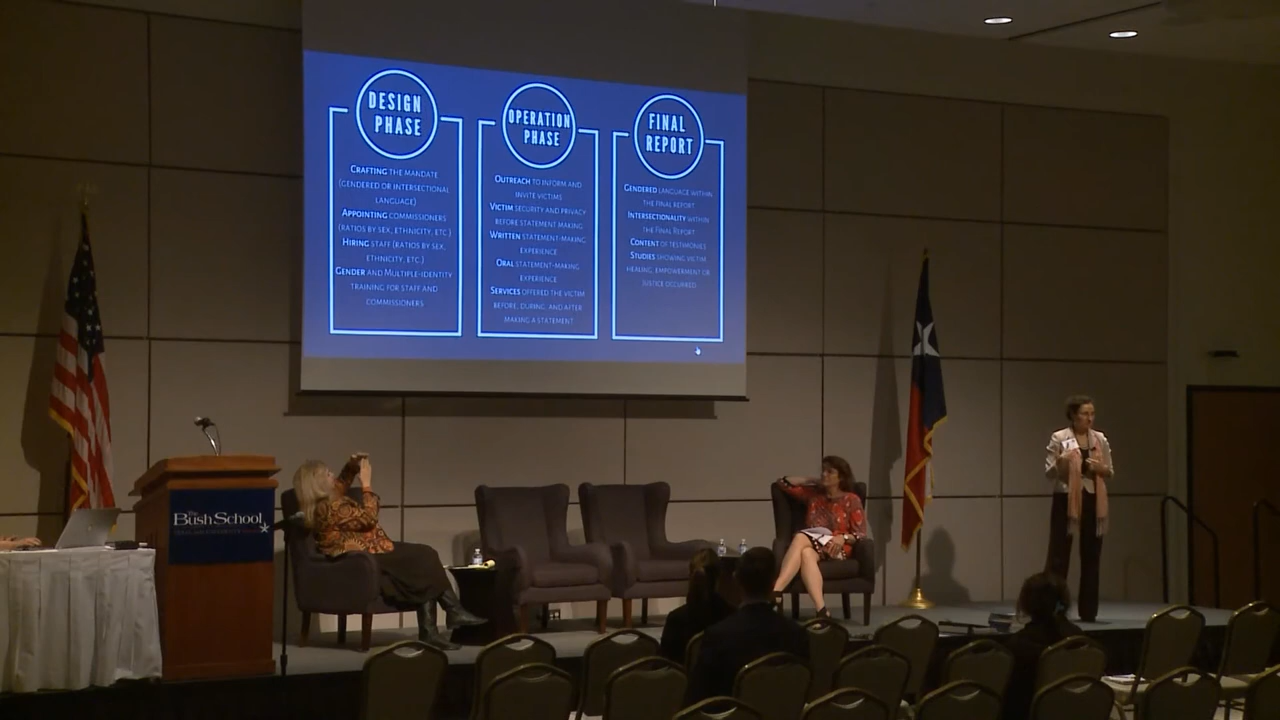 DESIGN
PHASE
CRAFTING THE MANDATE
(GENDERED OR INTERSECTIONAL
LANGUAGE)
APPOINTING COMMISSIONERS
(RATIOS BY SEX, ETHNICITY, ETC.)
HIRING STAFF (RATIOS BY SEX,
ETHNICITY, ETC.)
GENDER AND MULTIPLE-IDENTITY
TRAINING FOR STAFF AND
COMMISSIONERS
OPERATION
PHASE
OUTREACH TO INFORM AND
INVITE VICTIMS
VICTIM SECURITY AND PRIVACY
BEFORE STATEMENT MAKING
WRITTEN STATEMENT-MAKING
EXPERIENCE
ORAL STATEMENT-MAKING
EXPERIENCE
SERVICES OFFERED THE VICTIM
BEFORE, DURING, AND AFTER
MAKING A STATEMENT
FINAL
REPORT
GENDERED LANGUAGE WITHIN
THE FINAL REPORT
INTERSECTIONALITY WITHIN
THE FINAL REPORT
CONTENT OF TESTIMONIES
STUDIES SHOWING VICTIM
HEALING, EMPOWERMENT OR
JUSTICE OCCURRED
The
Bush School